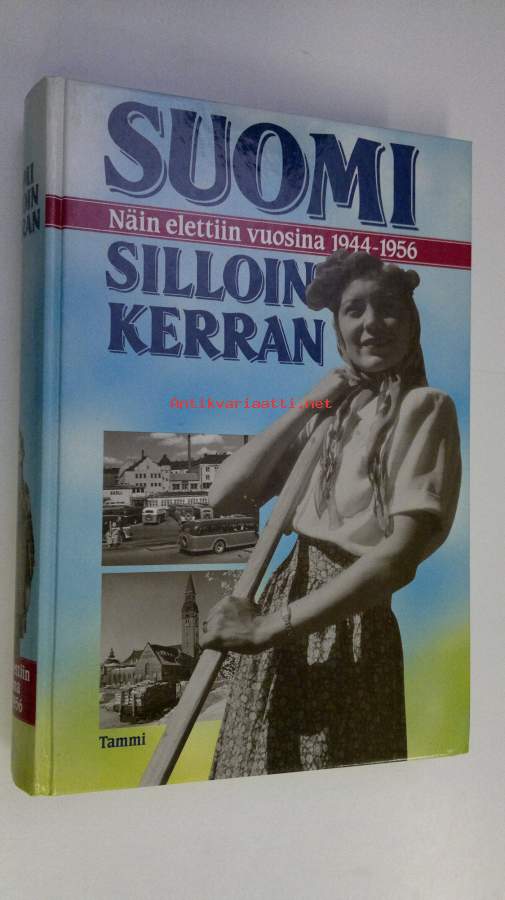 SUOMI
Näin elettiin vuosina 1944-1956
SILLOIN
KERRAN
Antikvariaatti.net
Tammi